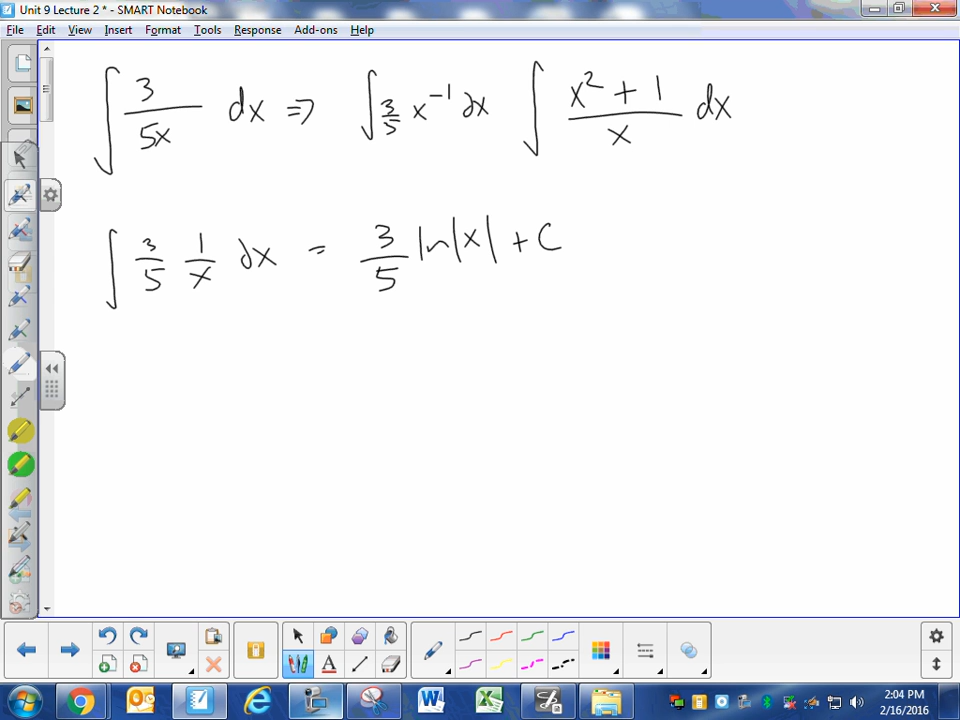 Unit 9 Lecture 2 * - SMART Notebook
File Edit View Insert Format Tools Response Add-ons Help
∫ 3/5x dx ⇒ ∫ 3/5 x⁻¹ dx ∫ x² + 1 / x dx
∫ 3/5 1/x dx = 3/5 ln|x| + C
A
2:04 PM
2/16/2016